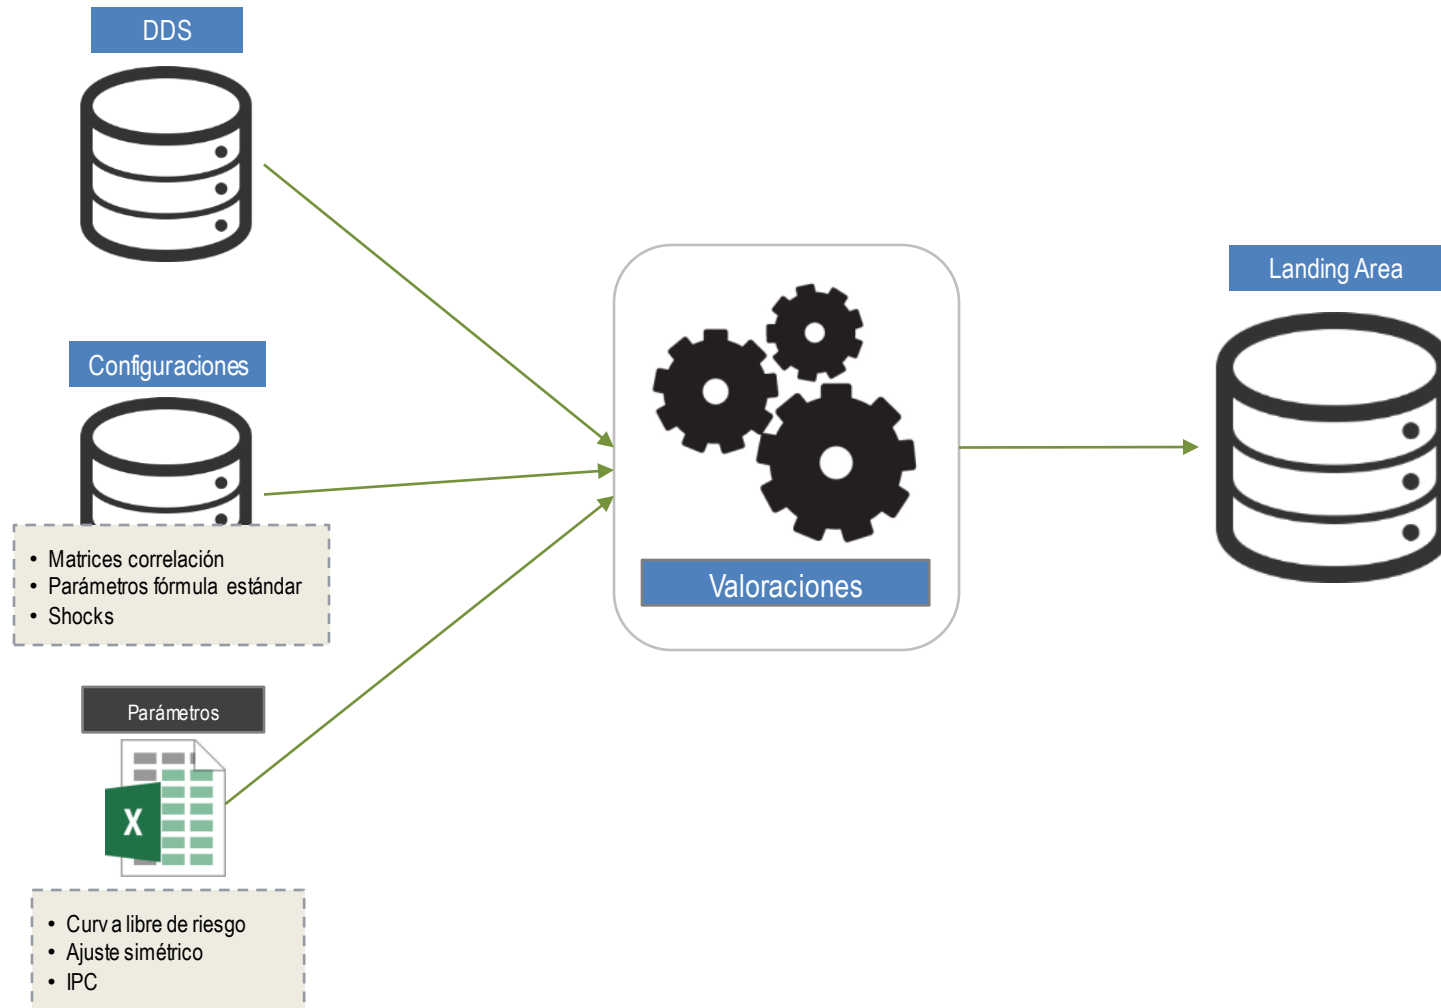 DDS
Configuraciones
• Matrices correlación
• Parámetros fórmula estándar
• Shocks
Parámetros
X
• Curva libre de riesgo
• Ajuste simétrico
• IPC
Valoraciones
Landing Area